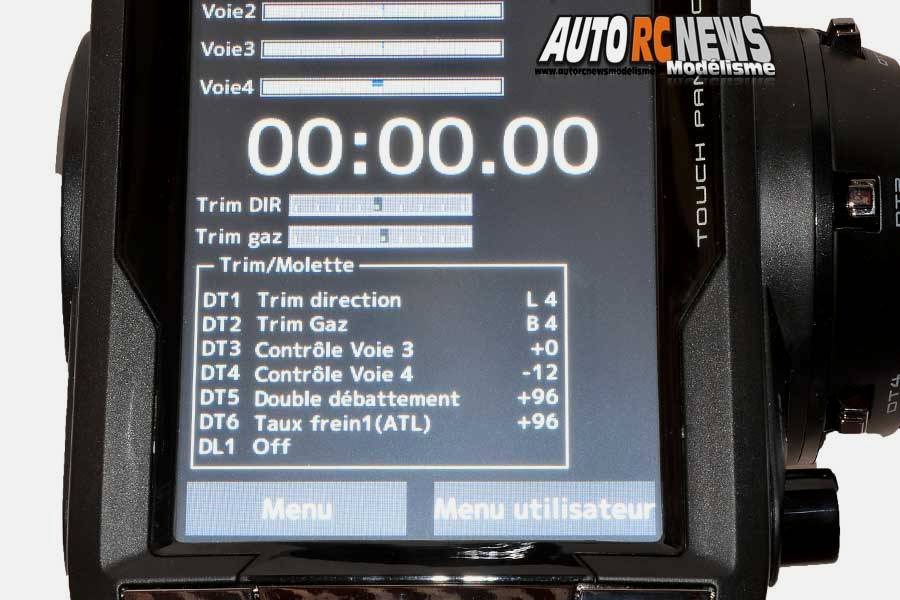 Voie2
AUTO RC NEWS
www.autorcnewsmodelisme
Modélisme
Voie3
Voie4
TOUCH PAN
00:00.00
Trim DIR
Trim gaz
Trim/Molette
DT1 Trim direction L 4
DT2 Trim Gaz B 4
DT3 Contrôle Voie 3 +0
DT4 Contrôle Voie 4 -12
DT5 Double débattement +96
DT6 Taux frein1(ATL) +96
DL1 Off
Menu Menu utilisateur
DT3
DT4